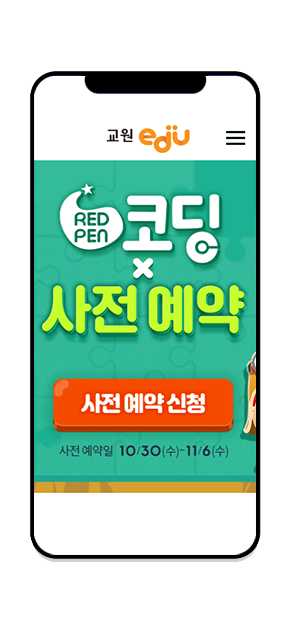 교원 edu
RED PEN 코딩
×
사전 예약
사전 예약 신청
사전 예약일 10/30(수)~11/6(수)